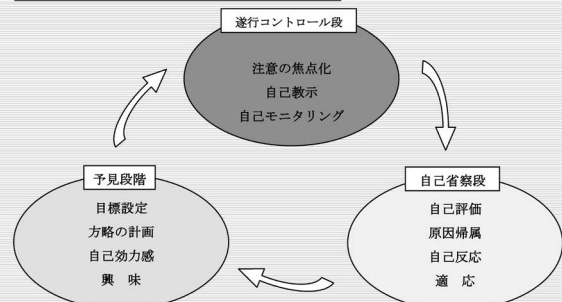 遂行コントロール段
注意の焦点化
自己教示
自己モニタリング
予見段階
目標設定
方略の計画
自己効力感
興 味
自己省察段
自己評価
原因帰属
自己反応
適 応